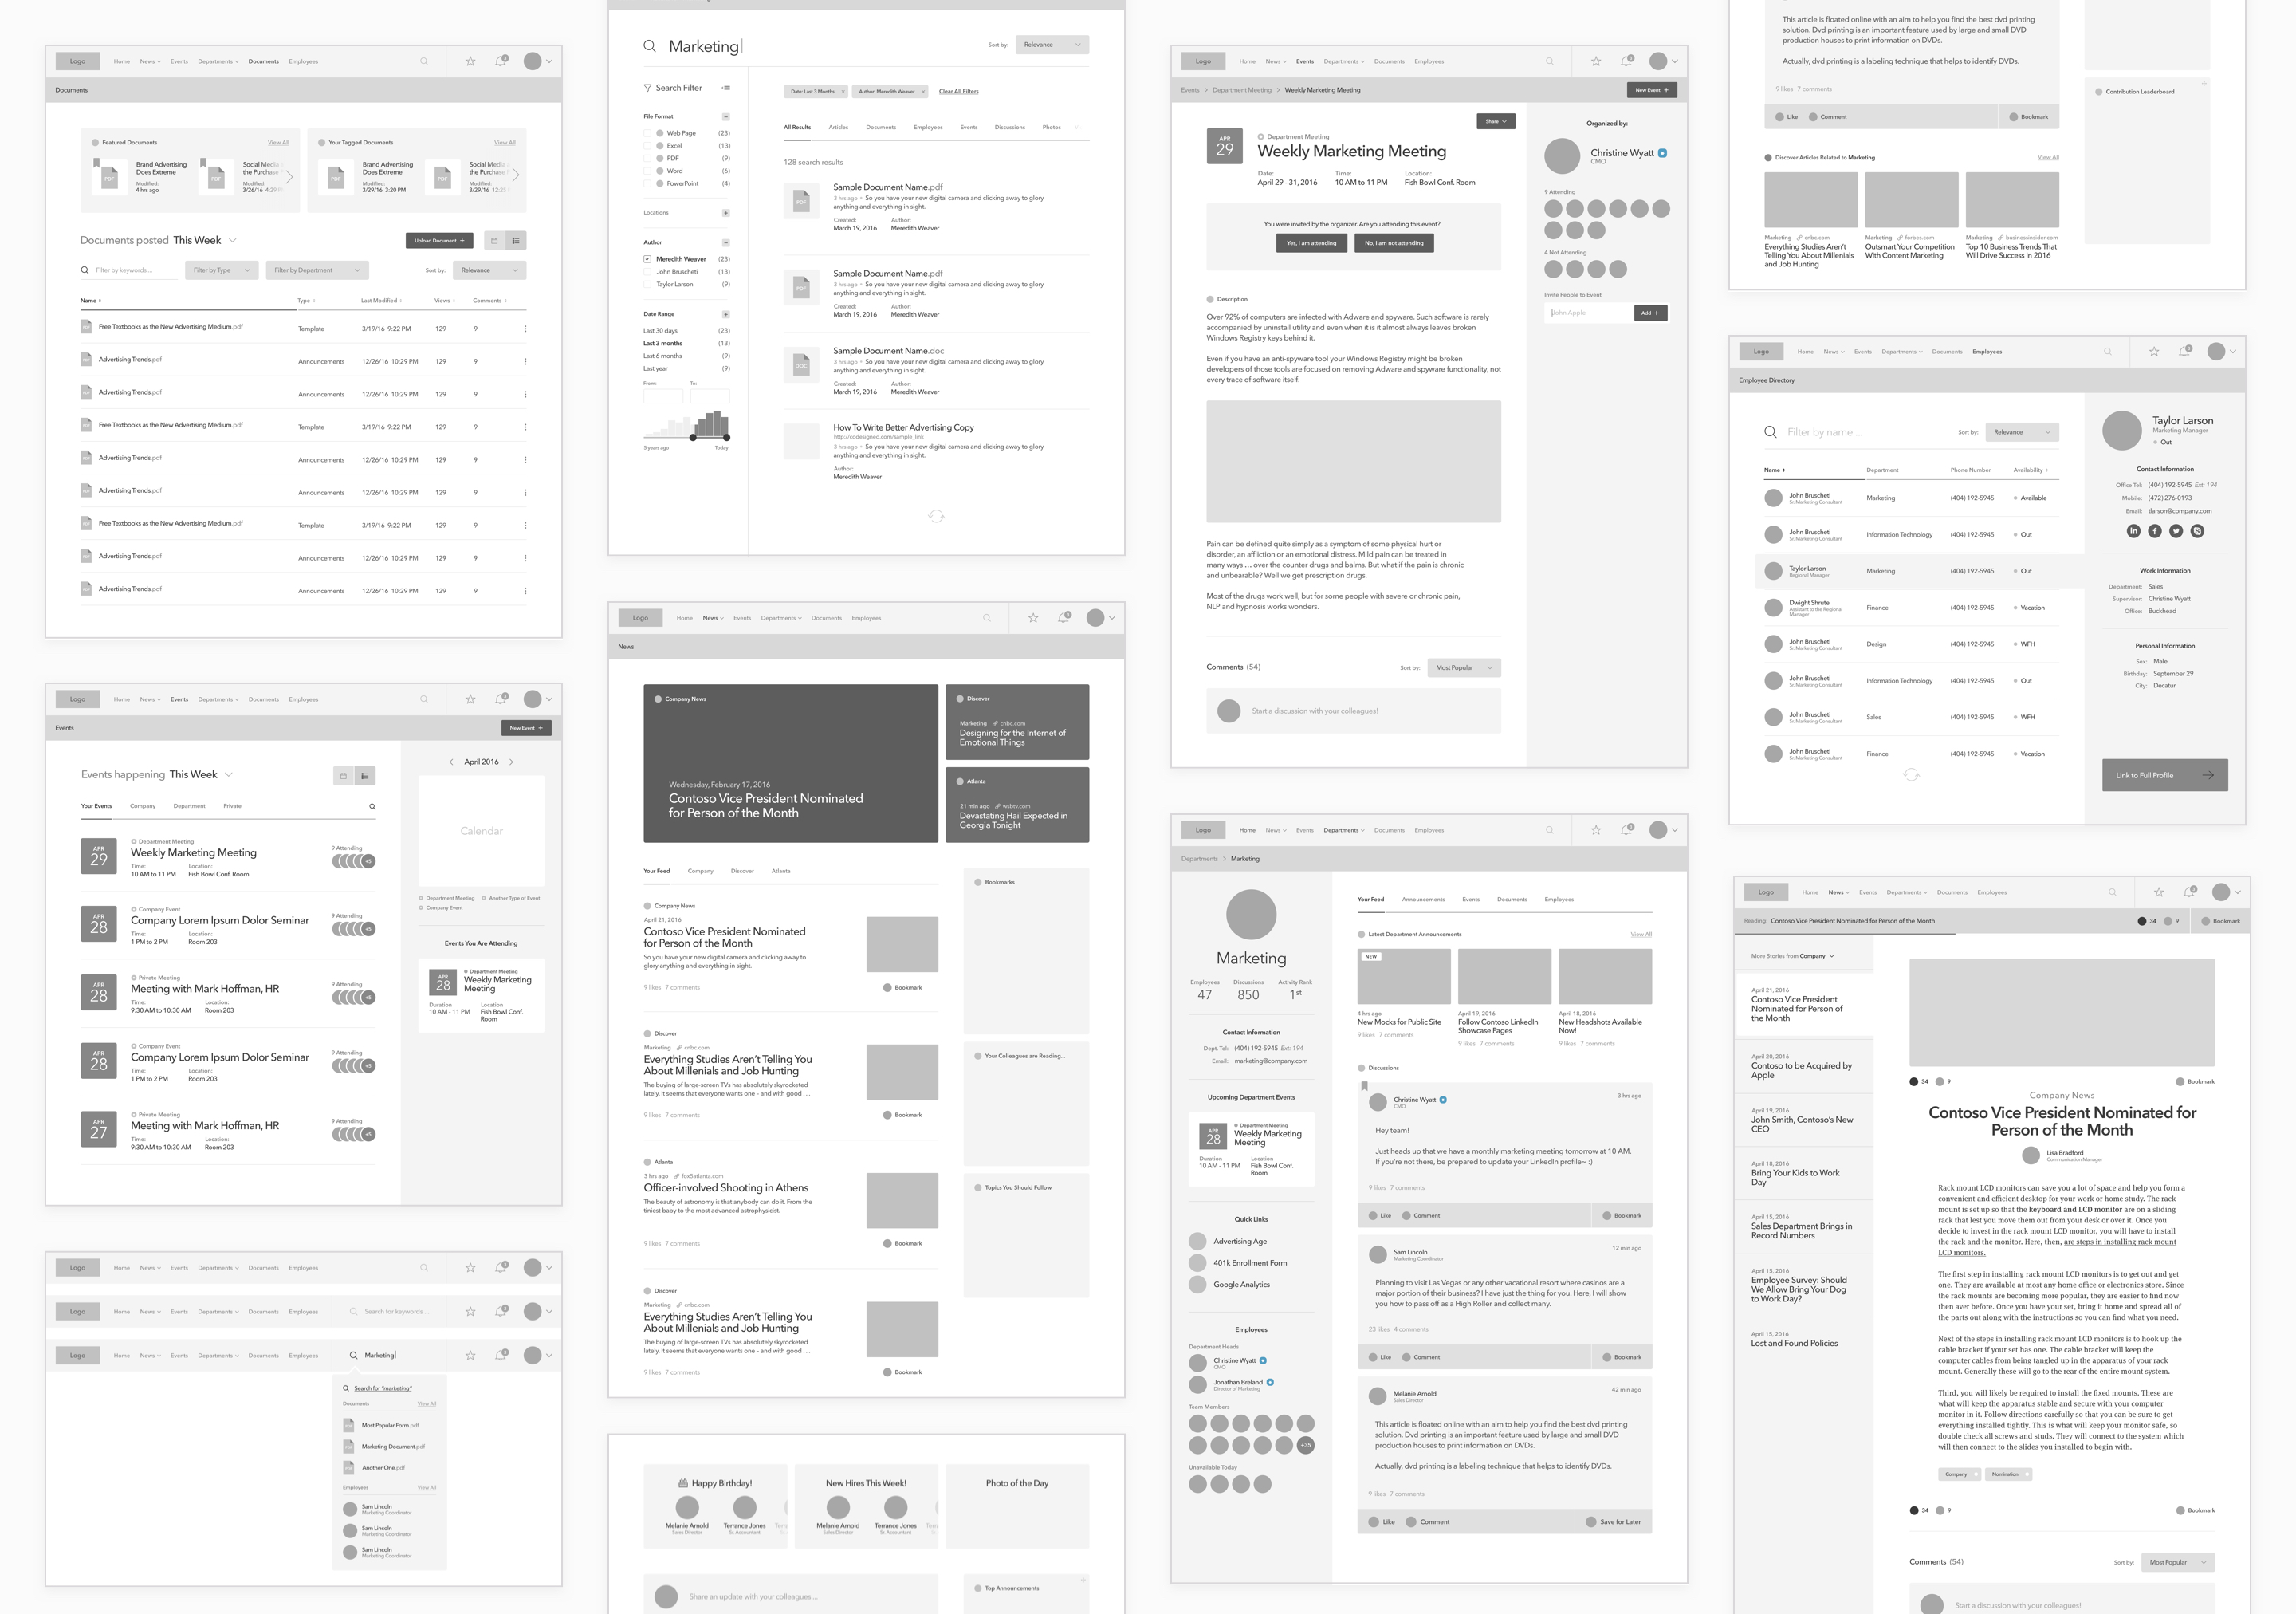 Logo
Home News Events Departments Documents Employees
Documents
Featured Documents View All
Brand Advertising Does Extreme
Modified:
4 hrs ago
Social Media
the Purchase
Modified:
3/26/16
Your Tagged Documents View All
Brand Advertising Does Extreme
Modified:
3/29/16 3:20 PM
Social Media
the Purchase
Modified:
3/29/16
Documents posted This Week
Upload Document +
Filter by keywords ... Filter by Type Filter by Department Sort by: Relevance
Name Type Last Modified Views Comments
Free Textbooks as the New Advertising Medium.pdf Template 3/19/16 9:22 PM 129 9
Advertising Trends.pdf Announcements 12/26/16 10:29 PM 129 9
Advertising Trends.pdf Announcements 12/26/16 10:29 PM 129 9
Free Textbooks as the New Advertising Medium.pdf Template 3/19/16 9:22 PM 129 9
Advertising Trends.pdf Announcements 12/26/16 10:29 PM 129 9
Advertising Trends.pdf Announcements 12/26/16 10:29 PM 129 9
Free Textbooks as the New Advertising Medium.pdf Template 3/19/16 9:22 PM 129 9
Advertising Trends.pdf Announcements 12/26/16 10:29 PM 129 9
Advertising Trends.pdf Announcements 12/26/16 10:29 PM 129 9
Logo
Home News Events Departments Documents Employees
Events
New Event +
Events happening This Week
Your Events Company Department Private
APR 29
Department Meeting
Weekly Marketing Meeting
Time: Location:
10 AM to 11 PM Fish Bowl Conf. Room
9 Attending
+5
APR 28
Company Event
Company Lorem Ipsum Dolor Seminar
Time: Location:
1 PM to 2 PM Room 203
9 Attending
+5
APR 28
Private Meeting
Meeting with Mark Hoffman, HR
Time: Location:
9:30 AM to 10:30 AM Room 203
9 Attending
+5
APR 28
Company Event
Company Lorem Ipsum Dolor Seminar
Time: Location:
1 PM to 2 PM Room 203
9 Attending
+5
APR 27
Private Meeting
Meeting with Mark Hoffman, HR
Time: Location:
9:30 AM to 10:30 AM Room 203
9 Attending
+5
April 2016
Calendar
Department Meeting Another Type of Event
Company Event
Events You Are Attending
APR 28
Department Meeting
Weekly Marketing
Meeting
Duration Location
10 AM - 11 PM Fish Bowl Conf.
Room
Logo
Home News Events Departments Documents Employees
Logo
Home News Events Departments Documents Employees
Search for keywords ...
Logo
Home News Events Departments Documents Employees
Marketing
Search for "marketing"
Documents View All
Most Popular Form.pdf
Marketing Document.pdf
Another One.pdf
Employees View All
Sam Lincoln
Marketing Coordinator
Sam Lincoln
Marketing Coordinator
Sam Lincoln
Marketing Coordinator
Marketing
Sort by: Relevance
Search Filter
File Format
Web Page (23)
Excel (13)
PDF (9)
Word (6)
PowerPoint (4)
Locations
Author
Meredith Weaver (23)
John Bruscheti (13)
Taylor Larson (9)
Date Range
Last 30 days (23)
Last 3 months (13)
Last 6 months (9)
Last year (9)
From: To:
5 years ago Today
Date: Last 3 Months × Author: Meredith Weaver × Clear All Filters
All Results Articles Documents Employees Events Discussions Photos
128 search results
PDF
Sample Document Name.pdf
3 hrs ago • So you have your new digital camera and clicking away to glory
anything and everything in sight.
Created: Author:
March 19, 2016 Meredith Weaver
PDF
Sample Document Name.pdf
3 hrs ago • So you have your new digital camera and clicking away to glory
anything and everything in sight.
Created: Author:
March 19, 2016 Meredith Weaver
DOC
Sample Document Name.doc
3 hrs ago • So you have your new digital camera and clicking away to glory
anything and everything in sight.
Created: Author:
March 19, 2016 Meredith Weaver
How To Write Better Advertising Copy
http://codesigned.com/sample_link
3 hrs ago • So you have your new digital camera and clicking away to glory
anything and everything in sight.
Author:
Meredith Weaver
Logo
Home News Events Departments Documents Employees
News
Company News
Wednesday, February 17, 2016
Contoso Vice President Nominated
for Person of the Month
Discover
Marketing cnbc.com
Designing for the Internet of
Emotional Things
Atlanta
21 min ago wsbtv.com
Devastating Hail Expected in
Georgia Tonight
Your Feed Company Discover Atlanta
Company News
April 21, 2016
Contoso Vice President Nominated
for Person of the Month
So you have your new digital camera and clicking away to
glory anything and everything in sight.
9 likes 7 comments Bookmark
Discover
Marketing cnbc.com
Everything Studies Aren't Telling You
About Millenials and Job Hunting
The buying of large-screen TVs has absolutely skyrocketed
lately. It seems that everyone wants one - and with good ...
9 likes 7 comments Bookmark
Atlanta
3 hrs ago fox5atlanta.com
Officer-involved Shooting in Athens
The beauty of astronomy is that anybody can do it. From the
tiniest baby to the most advanced astrophysicist.
9 likes 7 comments Bookmark
Discover
Marketing cnbc.com
Everything Studies Aren't Telling You
About Millenials and Job Hunting
The buying of large-screen TVs has absolutely skyrocketed
lately. It seems that everyone wants one - and with good ...
9 likes 7 comments Bookmark
Bookmarks
Your Colleagues are Reading...
Topics You Should Follow
Happy Birthday!
Melanie Arnold Terrance Jones
Sales Director Sr. Accountant
New Hires This Week!
Melanie Arnold Terrance Jones
Sales Director Sr. Accountant
Photo of the Day
Share an update with your colleagues ...
Top Announcements
Logo
Home News Events Departments Documents Employees
Events > Department Meeting > Weekly Marketing Meeting
New Event +
Share
APR 29
Department Meeting
Weekly Marketing Meeting
Date: Time: Location:
April 29 - 31, 2016 10 AM to 11 PM Fish Bowl Conf. Room
You were invited by the organizer. Are you attending this event?
Yes, I am attending No, I am not attending
Description
Over 92% of computers are infected with Adware and spyware. Such software is rarely
accompanied by uninstall utility and even when it is it almost always leaves broken
Windows Registry keys behind it.
Even if you have an anti-spyware tool your Windows Registry might be broken
developers of those tools are focused on removing Adware and spyware functionality, not
every trace of software itself.
Pain can be defined quite simply as a symptom of some physical hurt or
disorder, an affliction or an emotional distress. Mild pain can be treated in
many ways ... over the counter drugs and balms. But what if the pain is chronic
and unbearable? Well we get prescription drugs.
Most of the drugs work well, but for some people with severe or chronic pain,
NLP and hypnosis works wonders.
Comments (54) Sort by: Most Popular
Start a discussion with your colleagues!
Organized by:
Christine Wyatt
CMO
9 Attending
4 Not Attending
Invite People to Event
John Apple Add +
Logo
Home News Events Departments Documents Employees
Departments > Marketing
Marketing
Employees Discussions Activity Rank
47 850 1st
Contact Information
Dept. Tel: (404) 192-5945 Ext: 194
Email: marketing@company.com
Upcoming Department Events
APR 28
Department Meeting
Weekly Marketing
Meeting
Duration Location
10 AM - 11 PM Fish Bowl Conf.
Room
Quick Links
Advertising Age
401k Enrollment Form
Google Analytics
Employees
Department Heads
Christine Wyatt
CMO
Jonathan Breland
Director of Marketing
Team Members
+35
Unavailable Today
Your Feed Announcements Events Documents Employees
Latest Department Announcements View All
NEW
4 hrs ago
New Mocks for Public Site
9 likes 7 comments
April 19, 2016
Follow Contoso LinkedIn
Showcase Pages
9 likes 7 comments
April 18, 2016
New Headshots Available
Now!
9 likes 7 comments
Discussions
Christine Wyatt 3 hrs ago
CMO
Hey team!
Just heads up that we have a monthly marketing meeting tomorrow at 10 AM.
If you're not there, be prepared to update your LinkedIn profile~ :)
9 likes 7 comments
Like Comment Bookmark
Sam Lincoln 12 min ago
Marketing Coordinator
Planning to visit Las Vegas or any other vacational resort where casinos are a
major portion of their business? I have just the thing for you. Here, I will show
you how to pass off as a High Roller and collect many.
23 likes 4 comments
Like Comment Bookmark
Melanie Arnold 42 min ago
Sales Director
This article is floated online with an aim to help you find the best dvd printing
solution. Dvd printing is an important feature used by large and small DVD
production houses to print information on DVDs.
Actually, dvd printing is a labeling technique that helps to identify DVDs.
9 likes 7 comments
Like Comment Save for Later
This article is floated online with an aim to help you find the best dvd printing
solution. Dvd printing is an important feature used by large and small DVD
production houses to print information on DVDs.
Actually, dvd printing is a labeling technique that helps to identify DVDs.
9 likes 7 comments
Like Comment Bookmark
Contribution Leaderboard
Discover Articles Related to Marketing View All
Marketing cnbc.com
Everything Studies Aren't
Telling You About Millenials
and Job Hunting
Marketing forbes.com
Outsmart Your Competition
With Content Marketing
Marketing businessinsider.com
Top 10 Business Trends That
Will Drive Success in 2016
Logo
Home News Events Departments Documents Employees
Employee Directory
Filter by name ... Sort by: Relevance
Name Department Phone Number Availability
John Bruscheti Marketing (404) 192-5945 Available
Sr. Marketing Consultant
John Bruscheti Information Technology (404) 192-5945 Out
Sr. Marketing Consultant
Taylor Larson Marketing (404) 192-5945 Out
Regional Manager
Dwight Shrute Finance (404) 192-5945 Vacation
Assistant to the Regional
Manager
John Bruscheti Design (404) 192-5945 WFH
Sr. Marketing Consultant
John Bruscheti Information Technology (404) 192-5945 Out
Sr. Marketing Consultant
John Bruscheti Sales (404) 192-5945 WFH
Sr. Marketing Consultant
John Bruscheti Finance (404) 192-5945 Vacation
Sr. Marketing Consultant
Taylor Larson
Marketing Manager
Out
Contact Information
Office Tel: (404) 192-5945 Ext: 194
Mobile: (472) 276-0193
Email: tlarson@company.com
Work Information
Department: Sales
Supervisor: Christine Wyatt
Office: Buckhead
Personal Information
Sex: Male
Birthday: September 29
City: Decatur
Link to Full Profile
Logo
Home News Events Departments Documents Employees
Reading: Contoso Vice President Nominated for Person of the Month 34 9 Bookmark
More Stories from Company
April 21, 2016
Contoso Vice President
Nominated for Person of
the Month
April 20, 2016
Contoso to be Acquired by
Apple
April 19, 2016
John Smith, Contoso's New
CEO
April 18, 2016
Bring Your Kids to Work
Day
April 15, 2016
Sales Department Brings in
Record Numbers
April 15, 2016
Employee Survey: Should
We Allow Bring Your Dog
to Work Day?
April 15, 2016
Lost and Found Policies
34 9 Bookmark
Company News
Contoso Vice President Nominated for
Person of the Month
Lisa Bradford
Communication Manager
Rack mount LCD monitors can save you a lot of space and help you form a
convenient and efficient desktop for your work or home study. The rack
mount is set up so that the keyboard and LCD monitor are on a sliding
rack that lest you move them out from your desk or over it. Once you
decide to invest in the rack mount LCD monitor, you will have to install
the rack and the monitor. Here, then, are steps in installing rack mount
LCD monitors.
The first step in installing rack mount LCD monitors is to get out and get
one. They are available at most any home office or electronics store. Since
the rack mounts are becoming more popular, they are easier to find now
then aver before. Once you have your set, bring it home and spread all of
the parts out along with the instructions so you can find what you need.
Next of the steps in installing rack mount LCD monitors is to hook up the
cable bracket if your set has one. The cable bracket will keep the
computer cables from being tangled up in the apparatus of your rack
mount. Generally these will go to the rear of the entire mount system.
Third, you will likely be required to install the fixed mounts. These are
what will keep the apparatus stable and secure with your computer
monitor in it. Follow directions carefully so that you can be sure to get
everything installed tightly. This is what will keep your monitor safe, so
double check all screws and studs. They will connect to the system which
will then connect to the slides you installed to begin with.
Company Nomination
34 9 Bookmark
Comments (54) Sort by: Most Popular
Start a discussion with your colleagues!